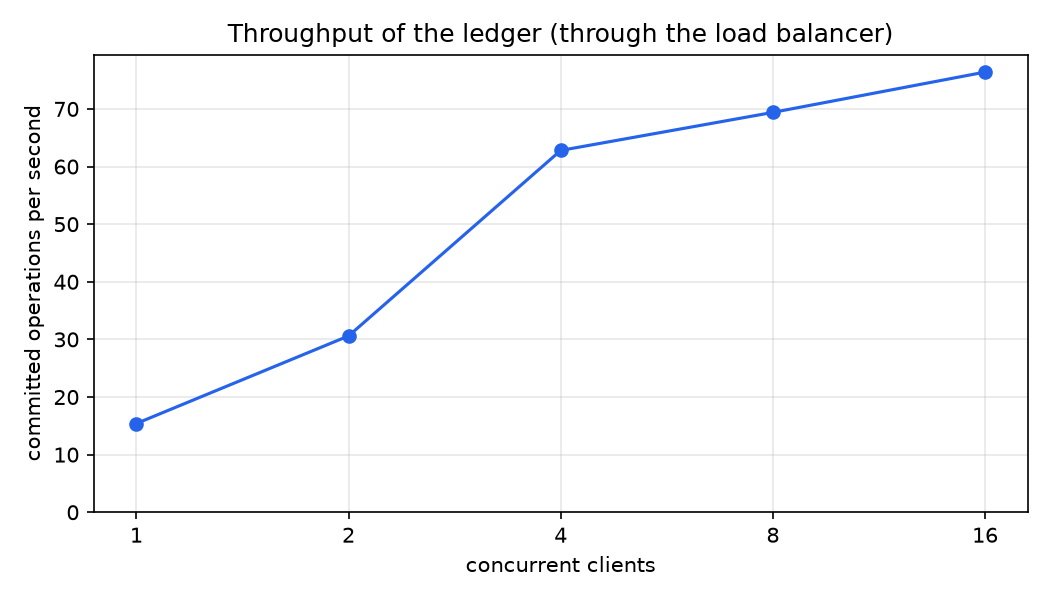 Throughput of the ledger (through the load balancer)
committed operations per second
70
60
50
40
30
20
10
0
1 2 4 8 16
concurrent clients